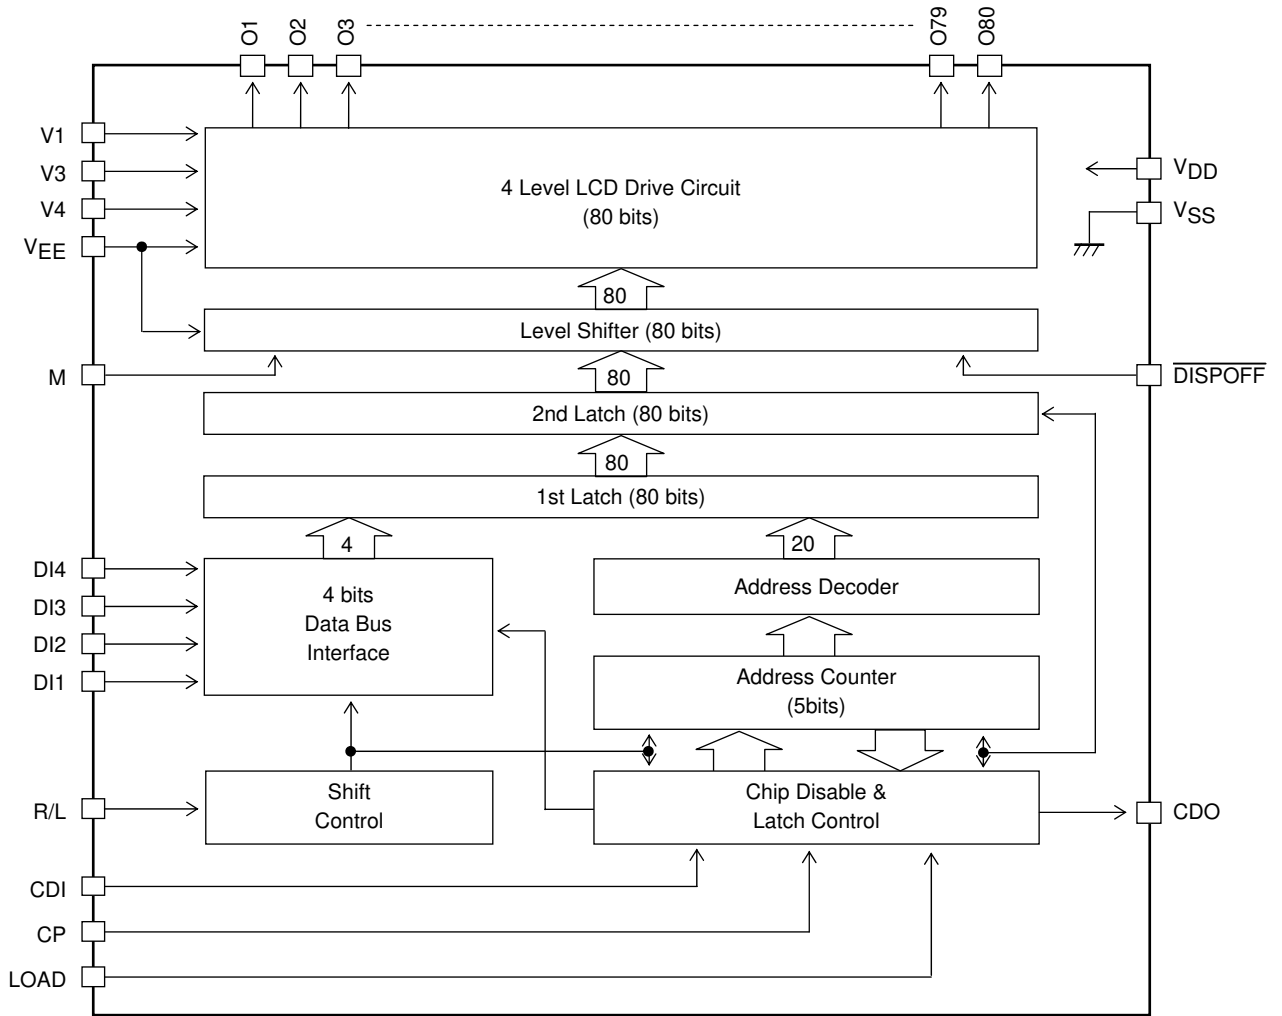 O1
O2
O3
O79
O80
V1
V3
V4
VEE
4 Level LCD Drive Circuit
(80 bits)
VDD
VSS
80
Level Shifter (80 bits)
M
80
DISPOFF
2nd Latch (80 bits)
80
1st Latch (80 bits)
4
20
DI4
DI3
DI2
DI1
4 bits
Data Bus
Interface
Address Decoder
Address Counter
(5bits)
R/L
Shift
Control
Chip Disable &
Latch Control
CDO
CDI
CP
LOAD